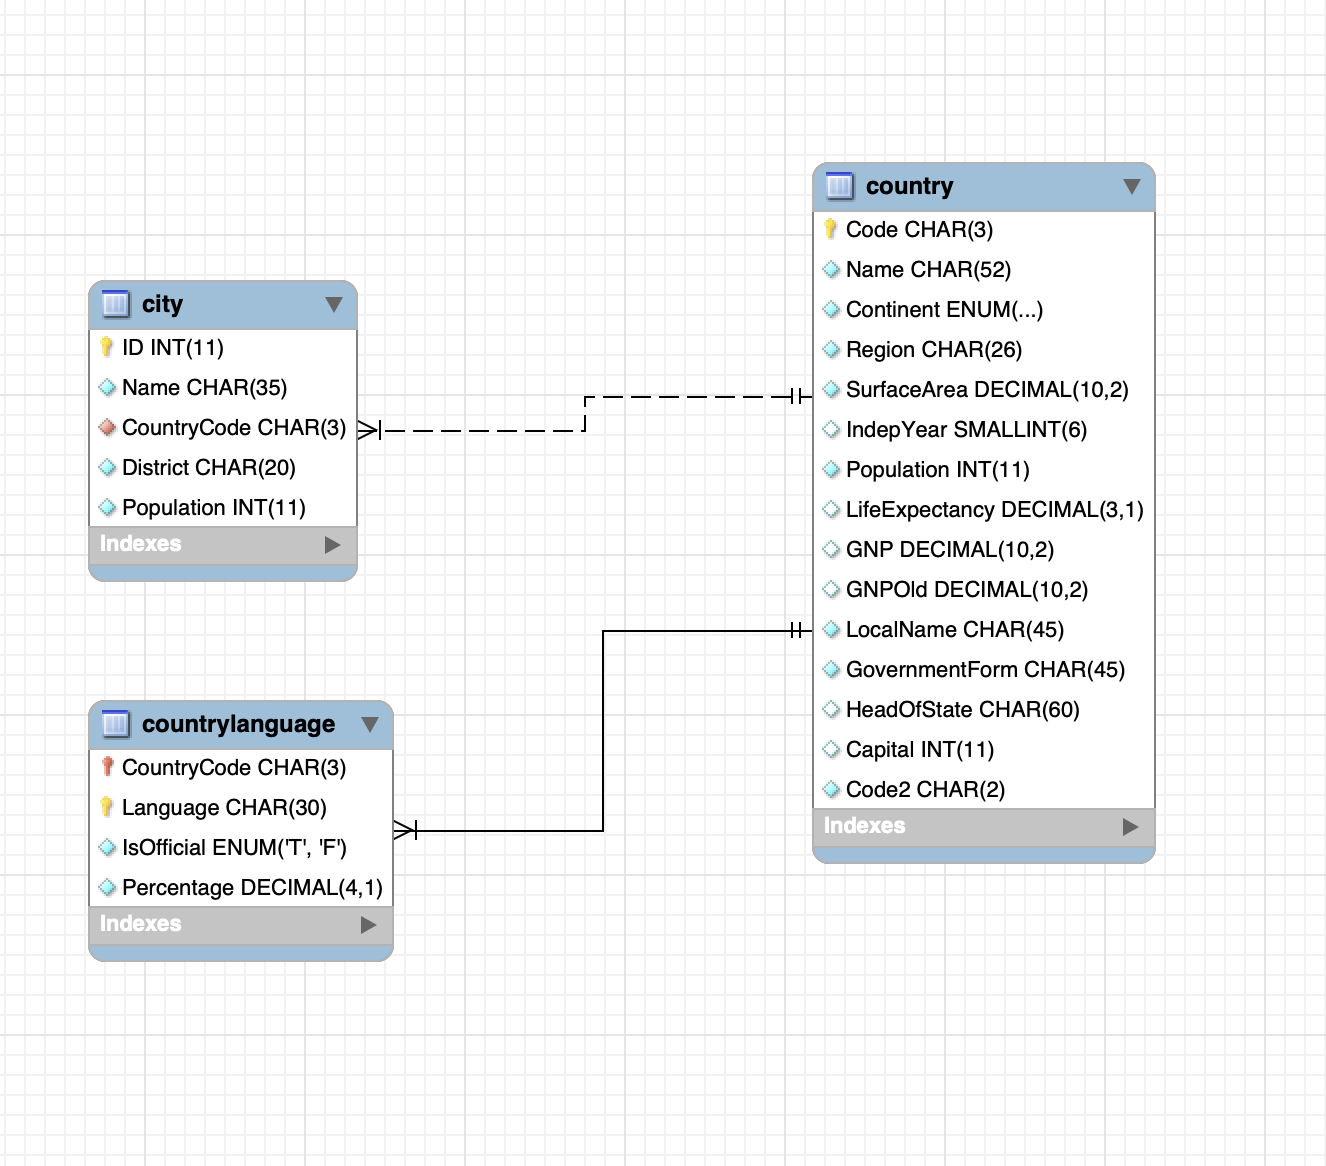 city
ID INT(11)
Name CHAR(35)
CountryCode CHAR(3)
District CHAR(20)
Population INT(11)
Indexes
countrylanguage
CountryCode CHAR(3)
Language CHAR(30)
IsOfficial ENUM('T', 'F')
Percentage DECIMAL(4,1)
Indexes
country
Code CHAR(3)
Name CHAR(52)
Continent ENUM(...)
Region CHAR(26)
SurfaceArea DECIMAL(10,2)
IndepYear SMALLINT(6)
Population INT(11)
LifeExpectancy DECIMAL(3,1)
GNP DECIMAL(10,2)
GNPOld DECIMAL(10,2)
LocalName CHAR(45)
GovernmentForm CHAR(45)
HeadOfState CHAR(60)
Capital INT(11)
Code2 CHAR(2)
Indexes